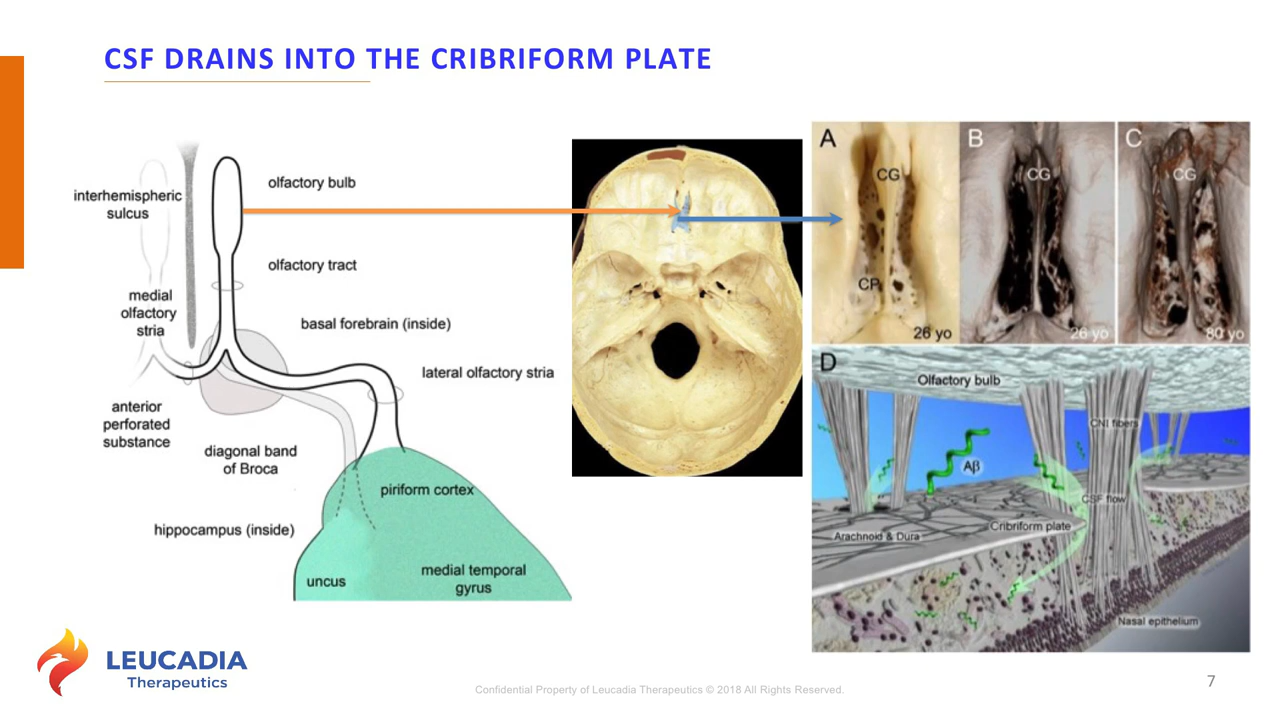 CSF DRAINS INTO THE CRIBRIFORM PLATE
interhemispheric
sulcus
olfactory bulb
olfactory tract
medial
olfactory
stria
basal forebrain (inside)
lateral olfactory stria
anterior
perforated
substance
diagonal band
of Broca
piriform cortex
hippocampus (inside)
uncus
medial temporal
gyrus
A
CG
CP
26 yo
B
CG
26 yo
C
CG
80 yo
D
Olfactory bulb
CNI fibers
Aβ
CSF flow
Cribriform plate
Arachnoid & Dura
Nasal epithelium
LEUCADIA
Therapeutics
Confidential Property of Leucadia Therapeutics © 2018 All Rights Reserved.
7